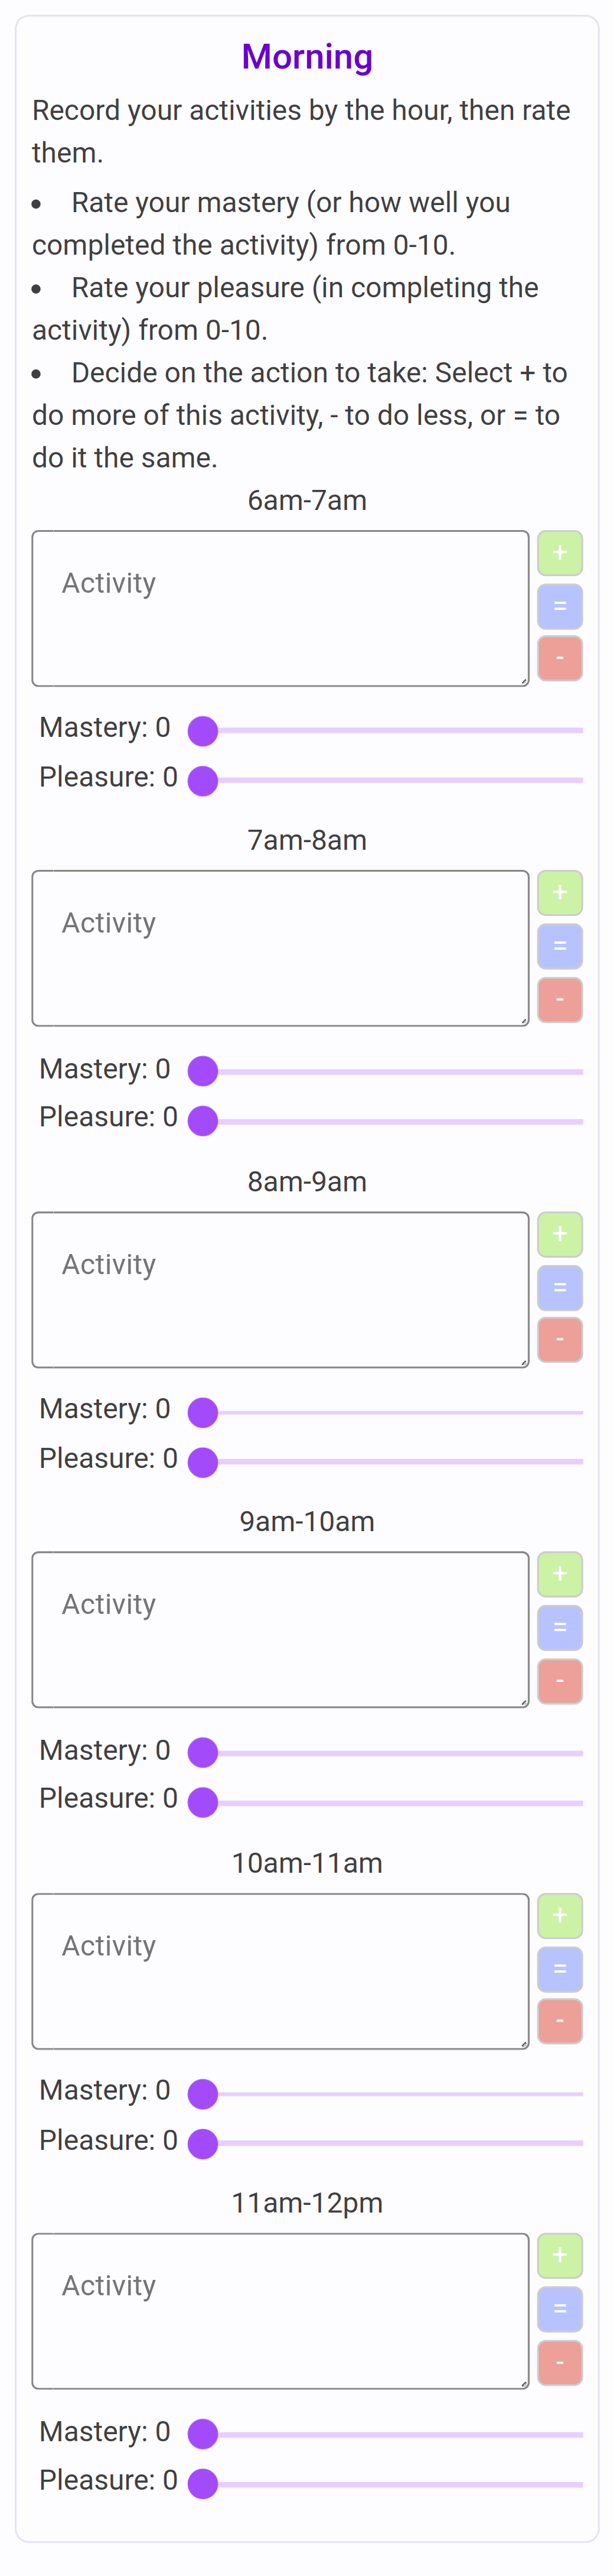 Morning
Record your activities by the hour, then rate
them.
• Rate your mastery (or how well you
completed the activity) from 0-10.
• Rate your pleasure (in completing the
activity) from 0-10.
• Decide on the action to take: Select + to
do more of this activity, - to do less, or = to
do it the same.
6am-7am
Activity
+
=
-
Mastery: 0
Pleasure: 0
7am-8am
Activity
+
=
-
Mastery: 0
Pleasure: 0
8am-9am
Activity
+
=
-
Mastery: 0
Pleasure: 0
9am-10am
Activity
+
=
-
Mastery: 0
Pleasure: 0
10am-11am
Activity
+
=
-
Mastery: 0
Pleasure: 0
11am-12pm
Activity
+
=
-
Mastery: 0
Pleasure: 0